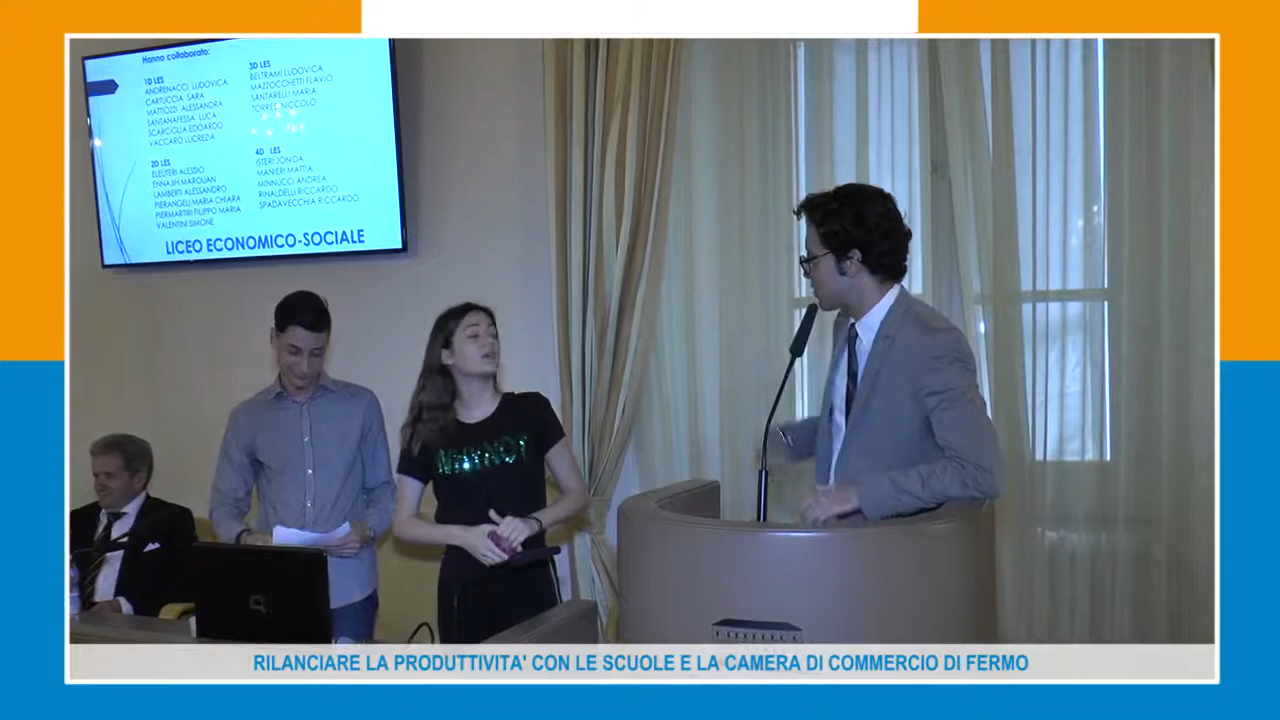 Hanno collaborato:
1D LES
ANDRENACCI LUDOVICA
CARTUCCIA SARA
MATTIOZZI ALESSANDRA
SANTANAFESSA LUCA
SCARCIGLIA EDOARDO
VACCARO LUCREZIA
2D LES
ELEUTERI ALESSIO
ENNAJIH MAROUAN
LAMBERTI ALESSANDRO
PIERANGELI MARIA CHIARA
PIERMARTIRI FILIPPO MARIA
VALENTINI SIMONE
3D LES
BELTRAMI LUDOVICA
MAZZOCCHETTI FLAVIO
SANTARELLI MARIA
TORRESI NICCOLO
4D LES
ISTERI JONIDA
MANIERI MATTIA
MINNUCCI ANDREA
RINALDELLI RICCARDO
SPADAVECCHIA RICCARDO
LICEO ECONOMICO-SOCIALE
RILANCIARE LA PRODUTTIVITA' CON LE SCUOLE E LA CAMERA DI COMMERCIO DI FERMO